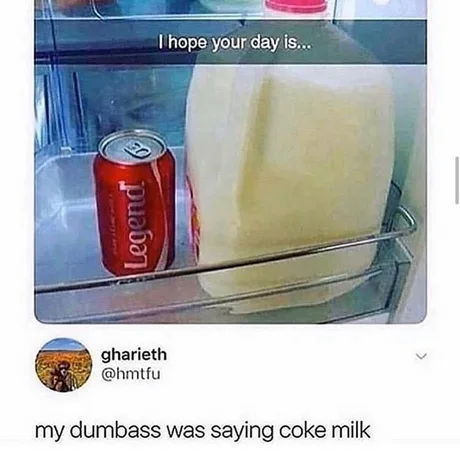 I hope your day is...
Legend
gharieth
@hmtfu
my dumbass was saying coke milk